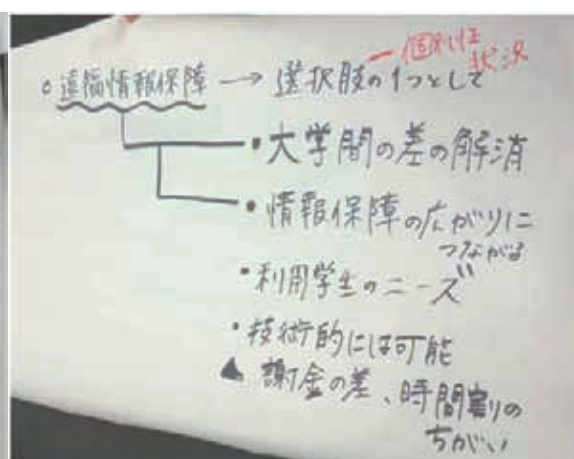 個別性
状況
○遠隔情報保障 → 選択肢の1つとして
・大学間の差の解消
・情報保障の広がりに
つながる
・利用学生のニーズ
・技術的には可能
▲ 謝金の差、時間割りの
ちがい